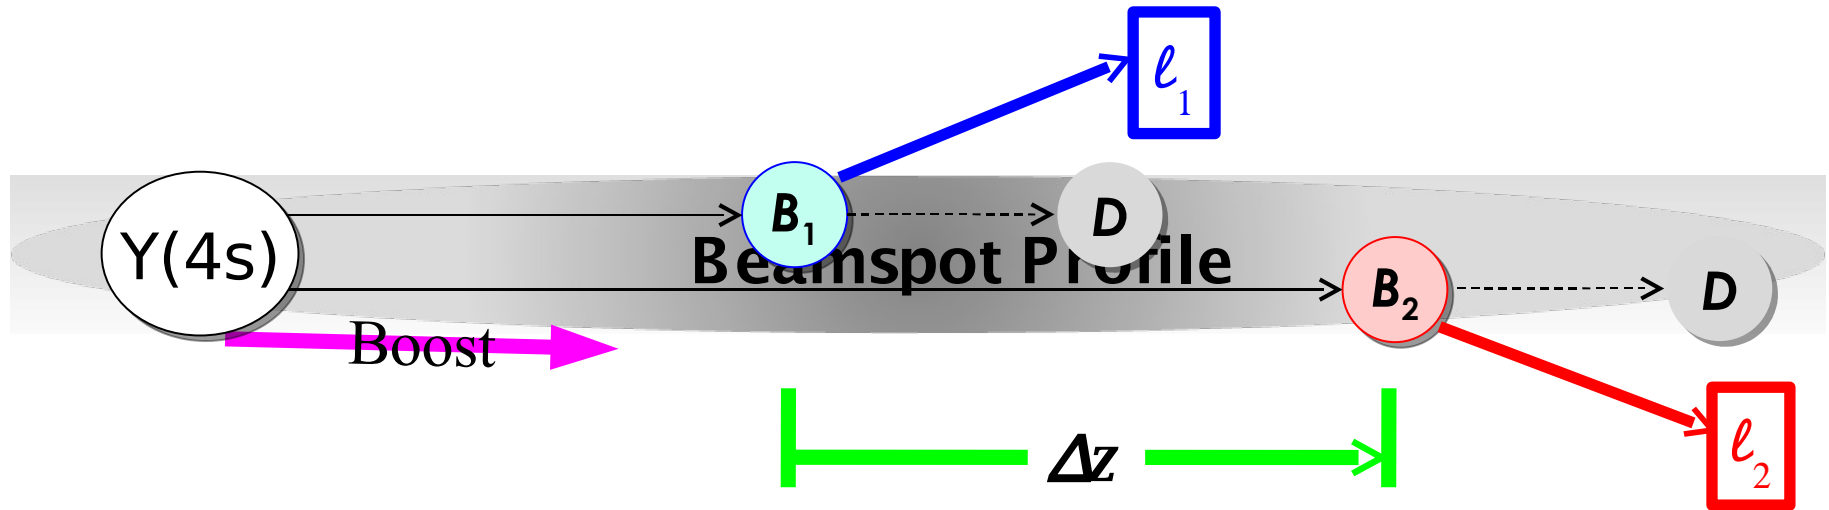 ℓ1
B1
D
Y(4s)
Beamspot Profile
B2
D
Boost
Δz
ℓ2